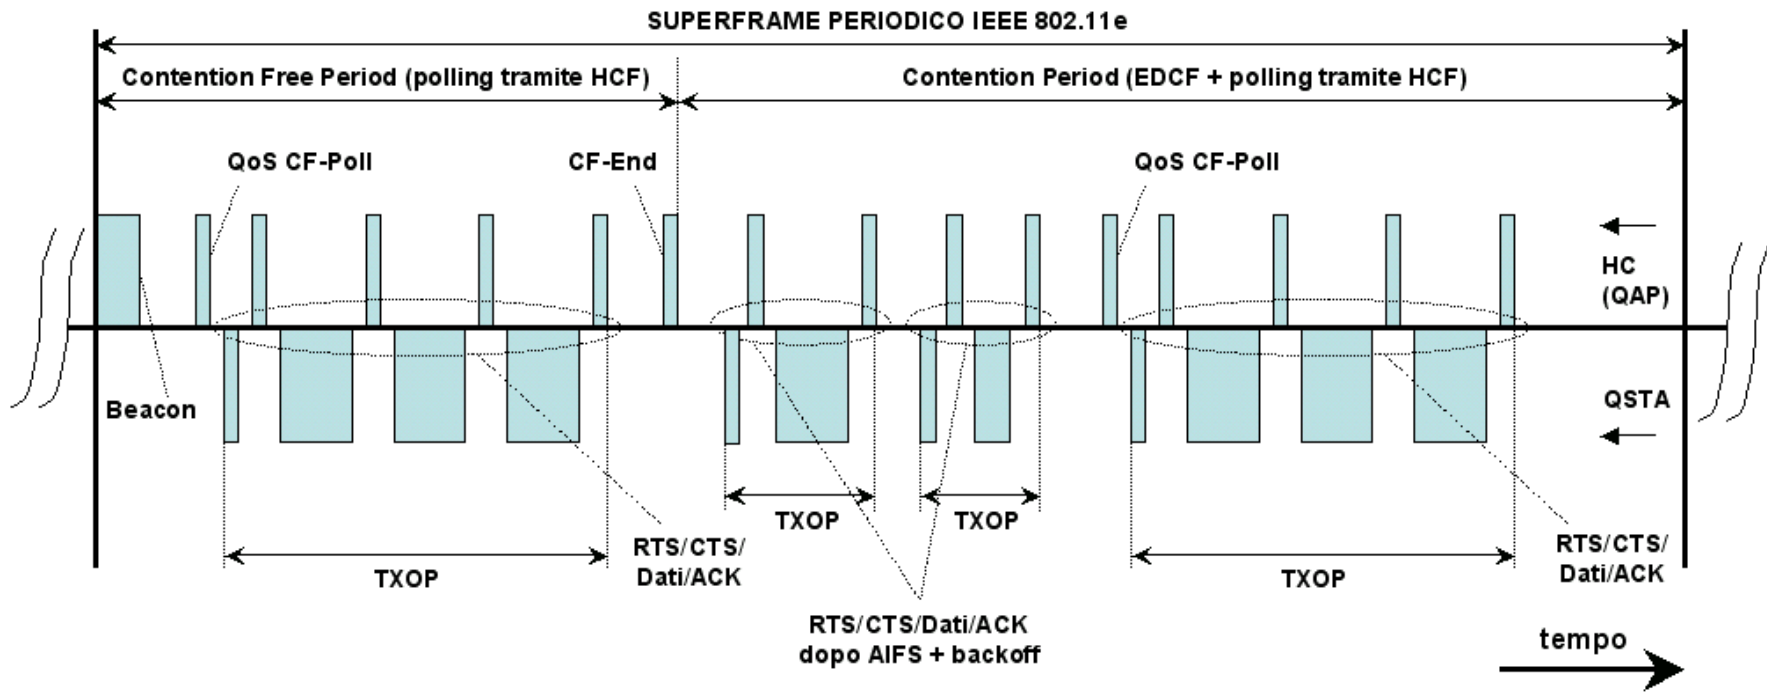 SUPERFRAME PERIODICO IEEE 802.11e
Contention Free Period (polling tramite HCF)
Contention Period (EDCF + polling tramite HCF)
QoS CF-Poll
CF-End
QoS CF-Poll
HC
(QAP)
Beacon
QSTA
TXOP
TXOP
RTS/CTS/
Dati/ACK
RTS/CTS/
Dati/ACK
TXOP
TXOP
RTS/CTS/Dati/ACK
dopo AIFS + backoff
tempo